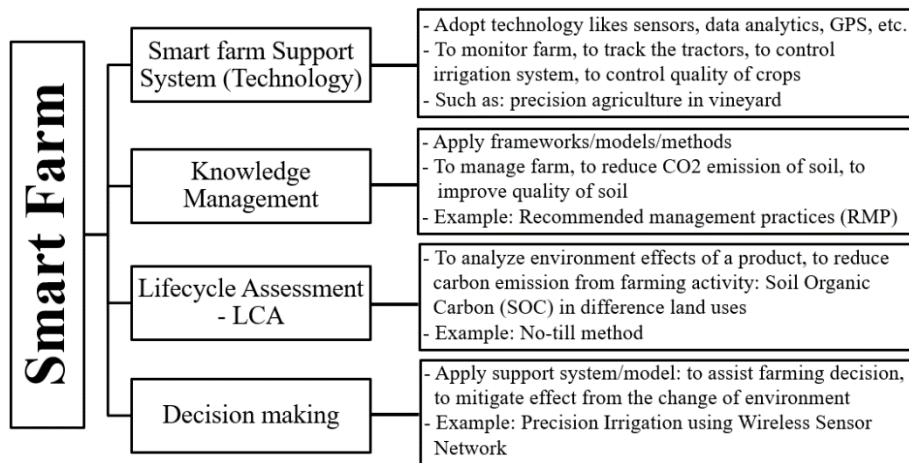 Smart Farm
Smart farm Support
System (Technology)
- Adopt technology likes sensors, data analytics, GPS, etc.
- To monitor farm, to track the tractors, to control
irrigation system, to control quality of crops
- Such as: precision agriculture in vineyard
Knowledge
Management
- Apply frameworks/models/methods
- To manage farm, to reduce CO2 emission of soil, to
improve quality of soil
- Example: Recommended management practices (RMP)
Lifecycle Assessment
- LCA
- To analyze environment effects of a product, to reduce
carbon emission from farming activity: Soil Organic
Carbon (SOC) in difference land uses
- Example: No-till method
Decision making
- Apply support system/model: to assist farming decision,
to mitigate effect from the change of environment
- Example: Precision Irrigation using Wireless Sensor
Network